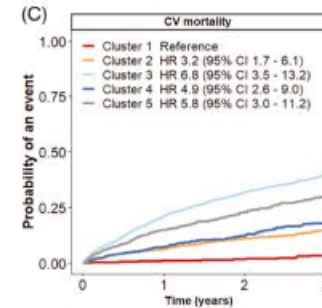 (C)
CV mortality
1.00
0.75
0.50
0.25
0.00
Probability of an event
Cluster 1 Reference
Cluster 2 HR 3.2 (95% CI 1.7 - 6.1)
Cluster 3 HR 6.8 (95% CI 3.5 - 13.2)
Cluster 4 HR 4.9 (95% CI 2.6 - 9.0)
Cluster 5 HR 5.8 (95% CI 3.0 - 11.2)
0 1 2
Time (years)